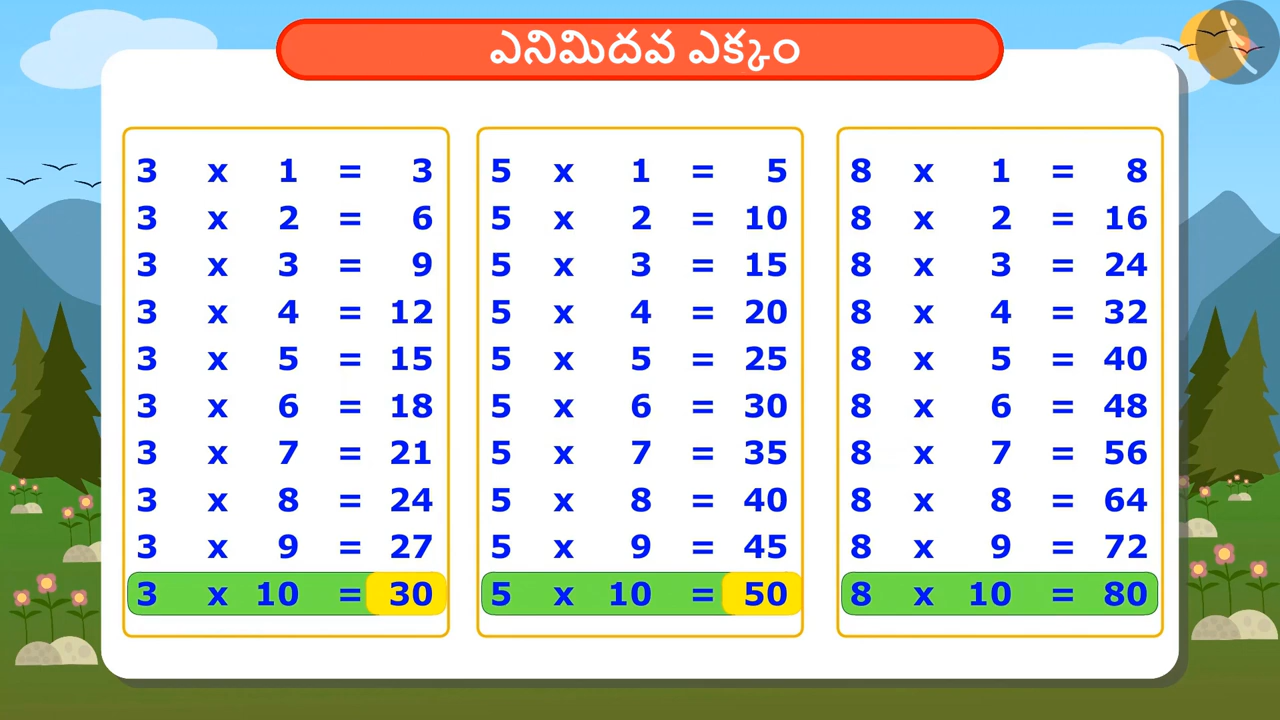 ఎనిమిదవ ఎక్కం
3 x 1 = 3
3 x 2 = 6
3 x 3 = 9
3 x 4 = 12
3 x 5 = 15
3 x 6 = 18
3 x 7 = 21
3 x 8 = 24
3 x 9 = 27
3 x 10 = 30
5 x 1 = 5
5 x 2 = 10
5 x 3 = 15
5 x 4 = 20
5 x 5 = 25
5 x 6 = 30
5 x 7 = 35
5 x 8 = 40
5 x 9 = 45
5 x 10 = 50
8 x 1 = 8
8 x 2 = 16
8 x 3 = 24
8 x 4 = 32
8 x 5 = 40
8 x 6 = 48
8 x 7 = 56
8 x 8 = 64
8 x 9 = 72
8 x 10 = 80